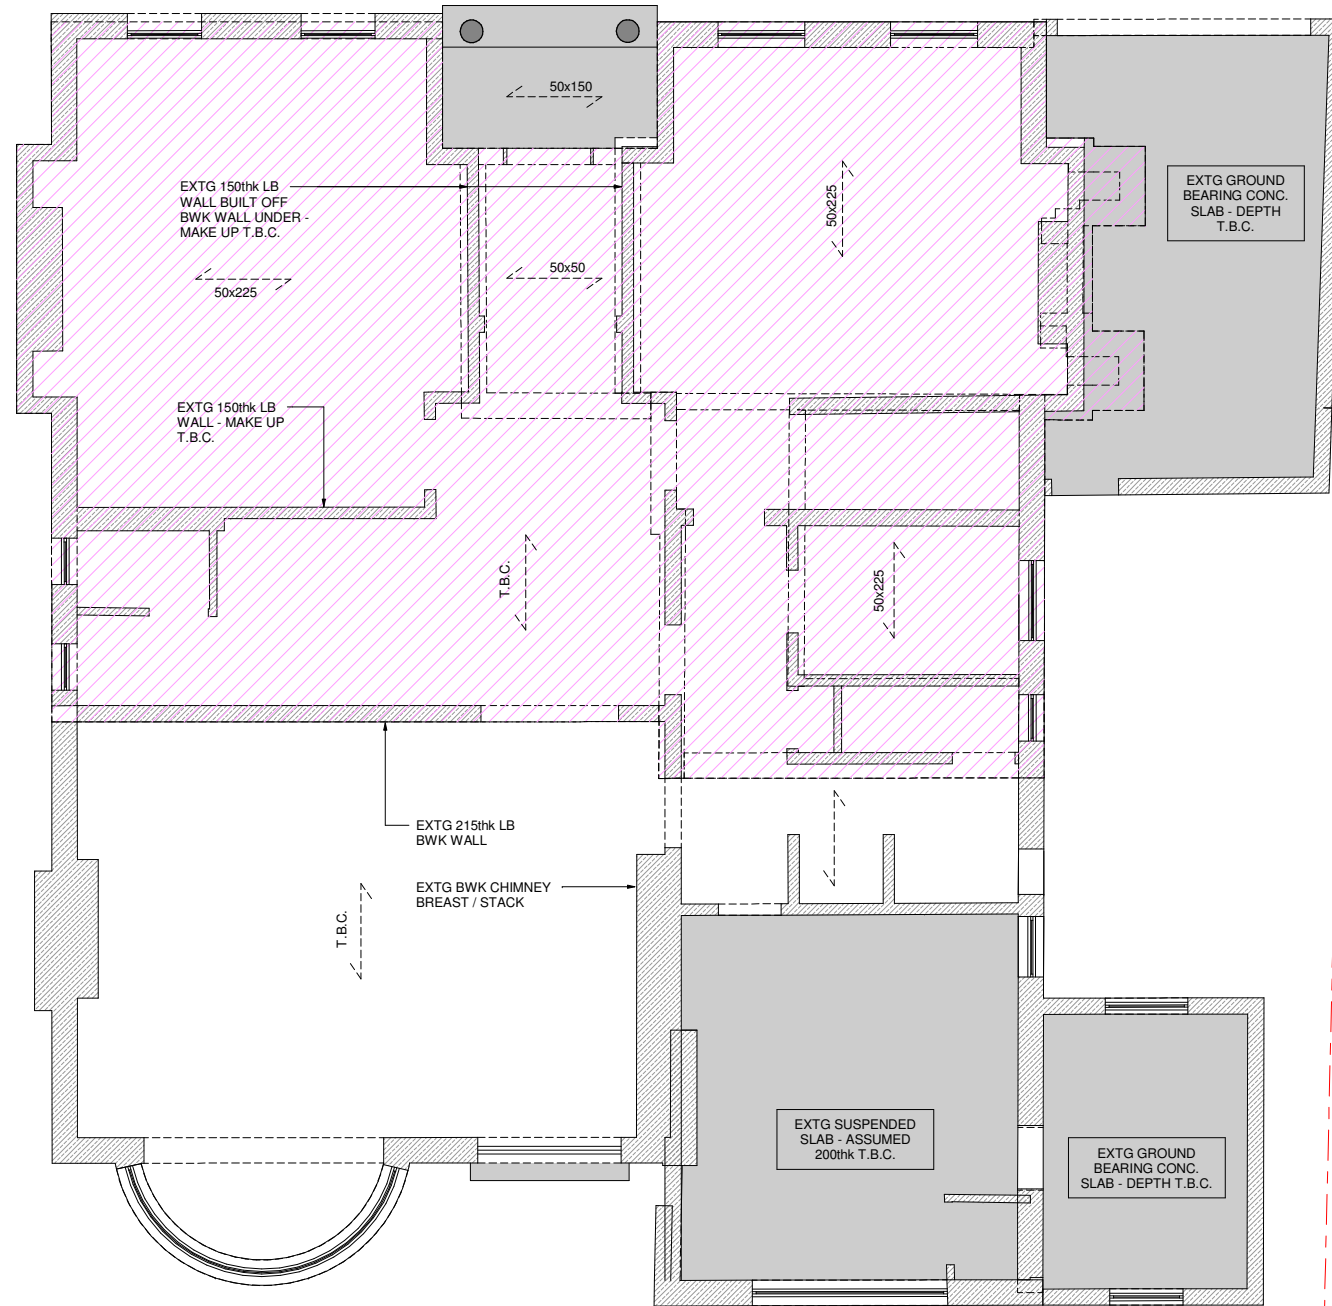 50x150
EXTG 150thk LB
WALL BUILT OFF
BWK WALL UNDER -
MAKE UP T.B.C.
50x225
EXTG GROUND
BEARING CONC.
SLAB - DEPTH
T.B.C.
50x50
50x225
EXTG 150thk LB
WALL - MAKE UP
T.B.C.
T.B.C.
50x225
EXTG 215thk LB
BWK WALL
EXTG BWK CHIMNEY
BREAST / STACK
T.B.C.
EXTG SUSPENDED
SLAB - ASSUMED
200thk T.B.C.
EXTG GROUND
BEARING CONC.
SLAB - DEPTH T.B.C.